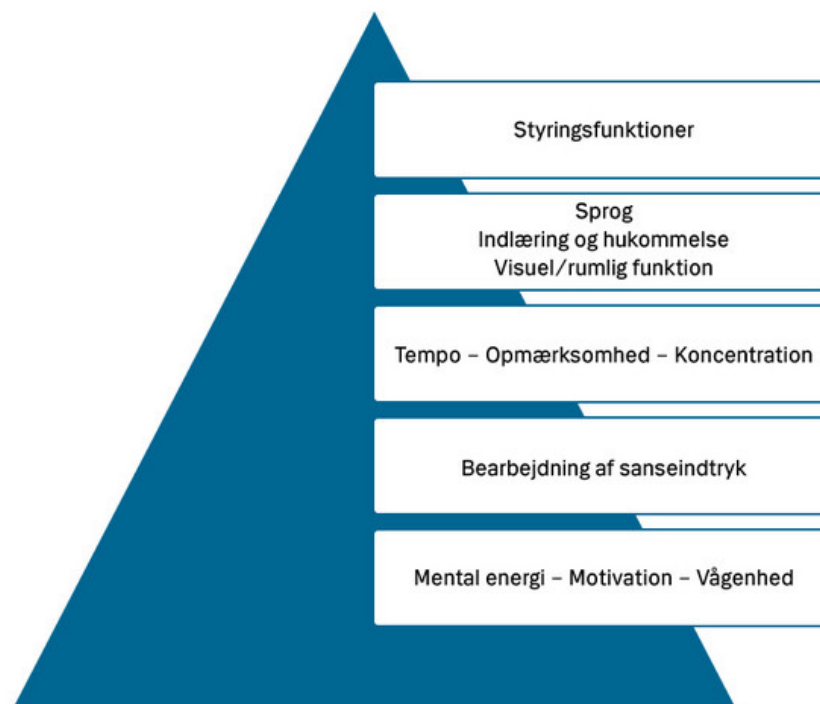 Styringsfunktioner
Sprog
Indlæring og hukommelse
Visuel/rumlig funktion
Tempo – Opmærksomhed – Koncentration
Bearbejdning af sanseindtryk
Mental energi – Motivation – Vågenhed